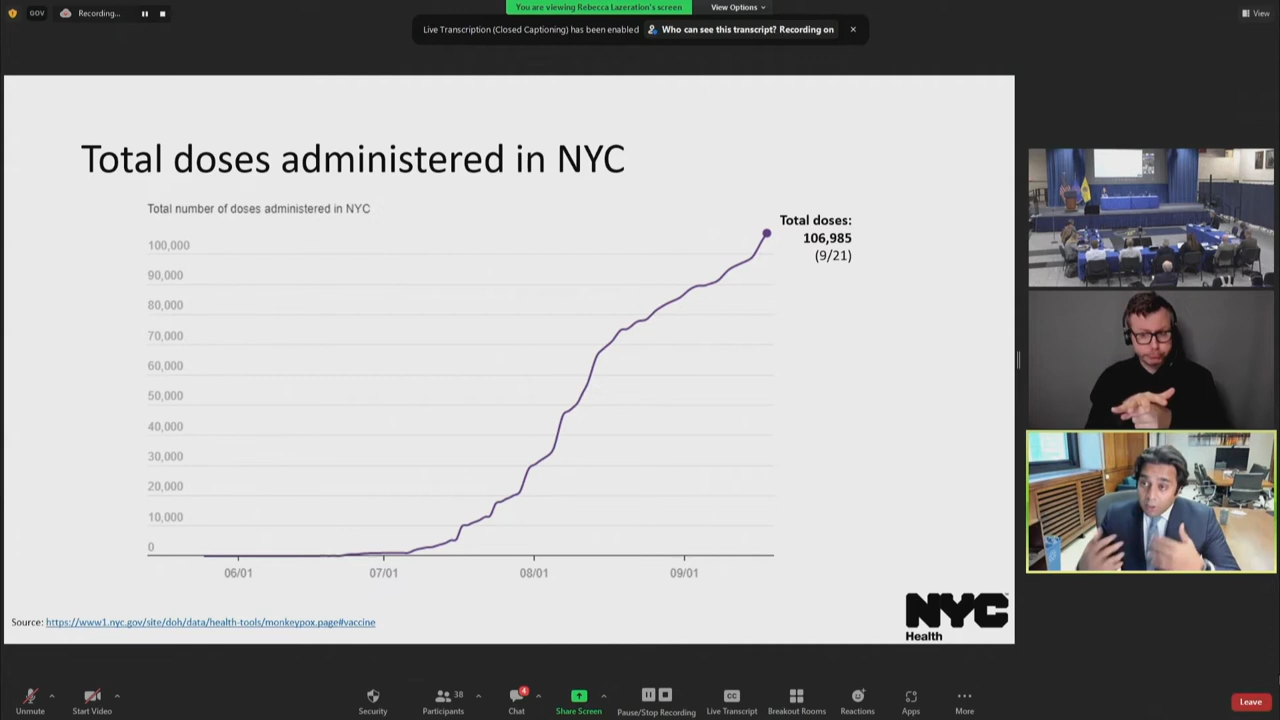 GOV
Recording...
You are viewing Rebecca Lazeration's screen
View Options
View
Live Transcription (Closed Captioning) has been enabled
Who can see this transcript? Recording on
Total doses administered in NYC
Total number of doses administered in NYC
Total doses:
106,985
(9/21)
100,000
90,000
80,000
70,000
60,000
50,000
40,000
30,000
20,000
10,000
0
06/01 07/01 08/01 09/01
Source: https://www1.nyc.gov/site/doh/data/health-tools/monkeypox.page#vaccine
NYC
Health
38
4
CC
Unmute Start Video Security Participants Chat Share Screen Pause/Stop Recording Live Transcript Breakout Rooms Reactions Apps More Leave